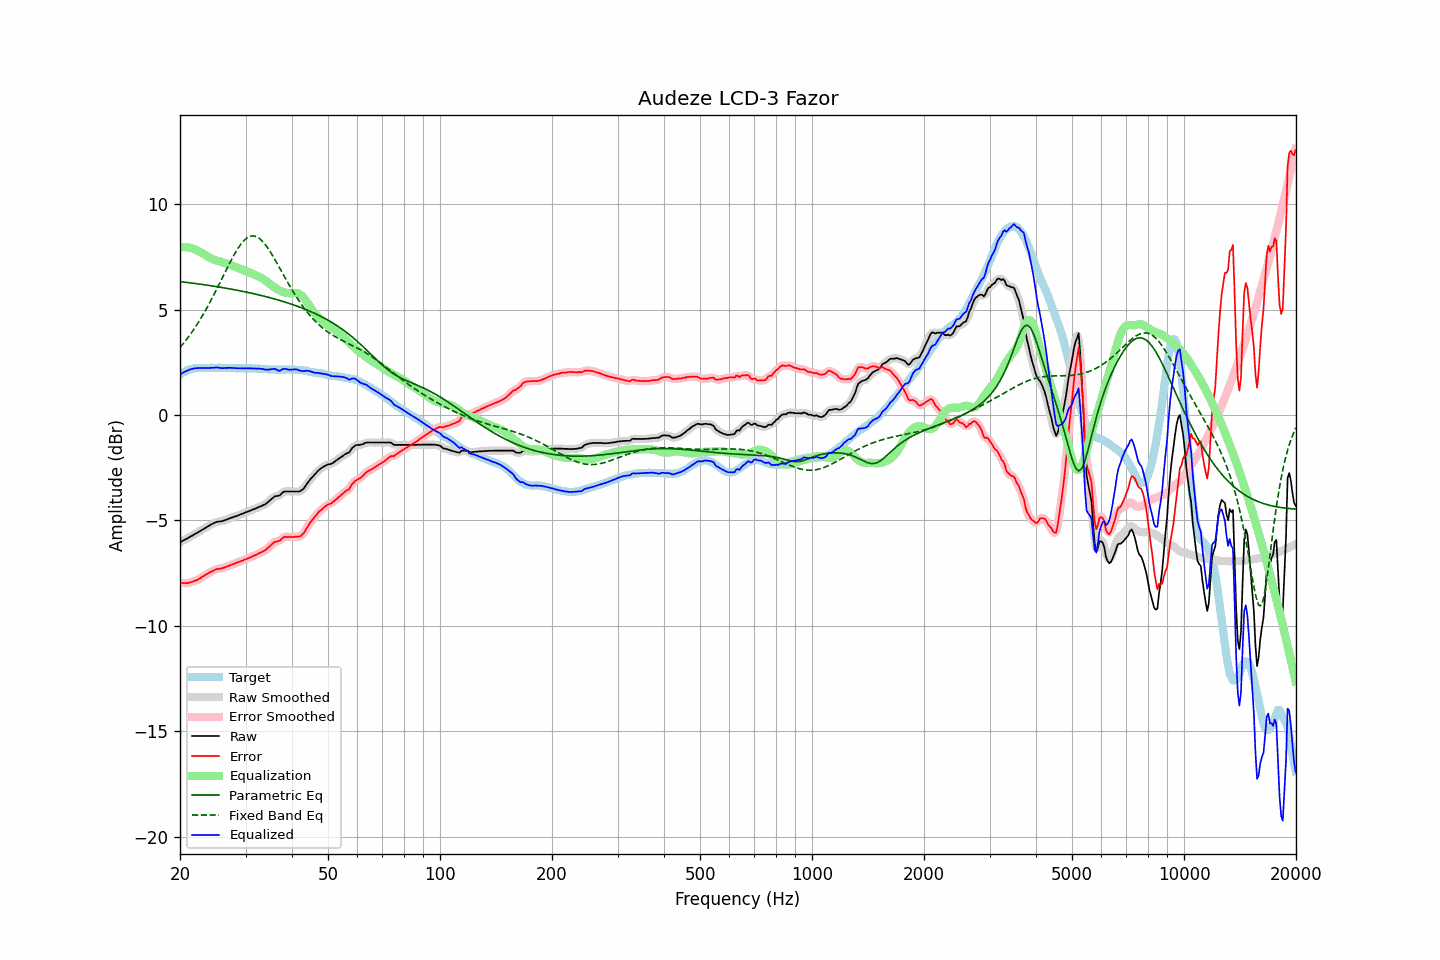 Audeze LCD-3 Fazor
Amplitude (dBr)
10
5
0
−5
−10
−15
−20
Target
Raw Smoothed
Error Smoothed
Raw
Error
Equalization
Parametric Eq
Fixed Band Eq
Equalized
20
50
100
200
500
1000
2000
5000
10000
20000
Frequency (Hz)